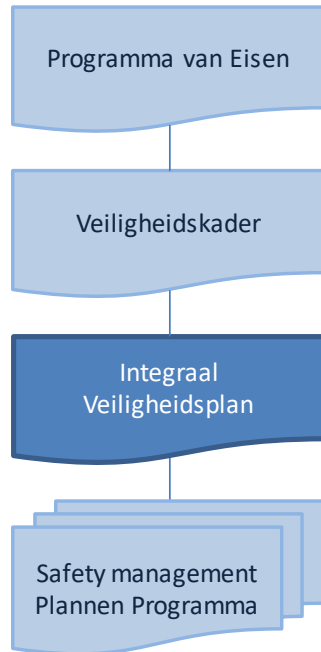 Programma van Eisen
Veiligheidskader
Integraal
Veiligheidsplan
Safety management
Plannen Programma